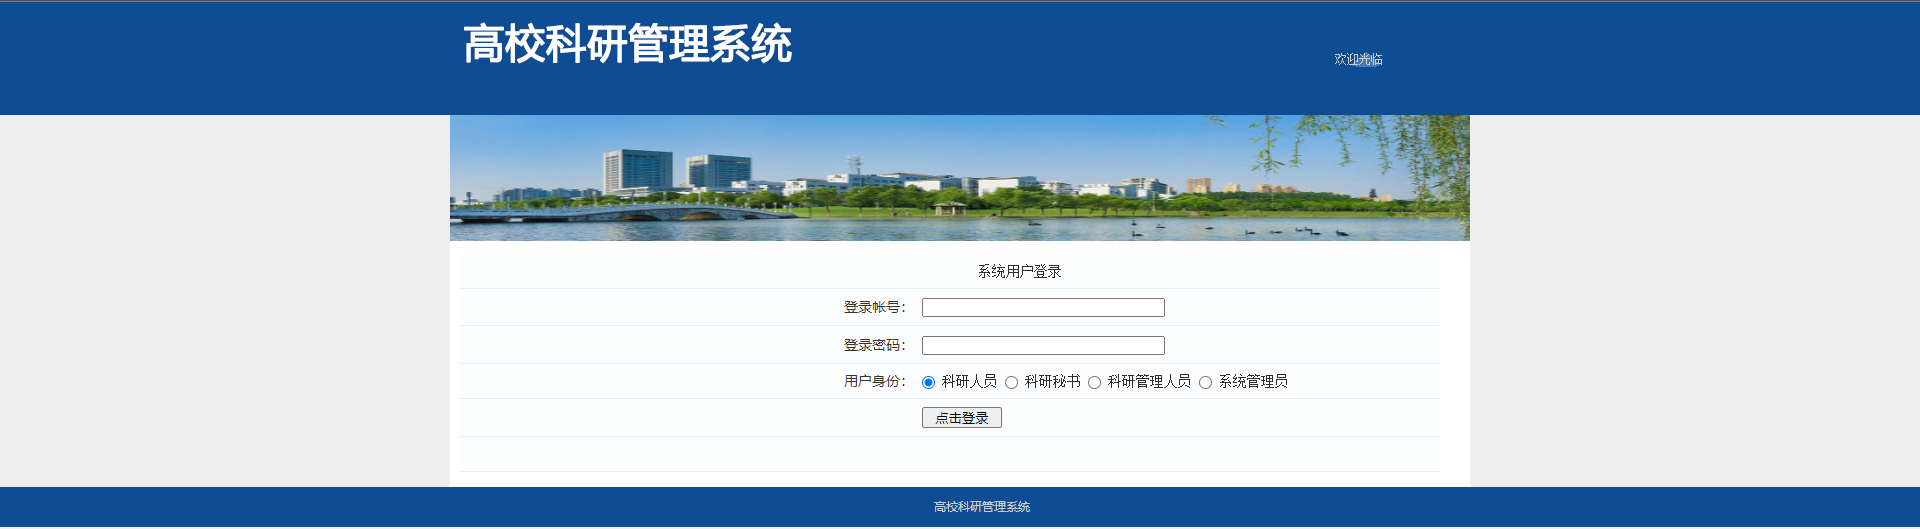 高校科研管理系统
欢迎光临
系统用户登录
登录帐号：
登录密码：
用户身份： 科研人员 科研秘书 科研管理人员 系统管理员
点击登录
高校科研管理系统